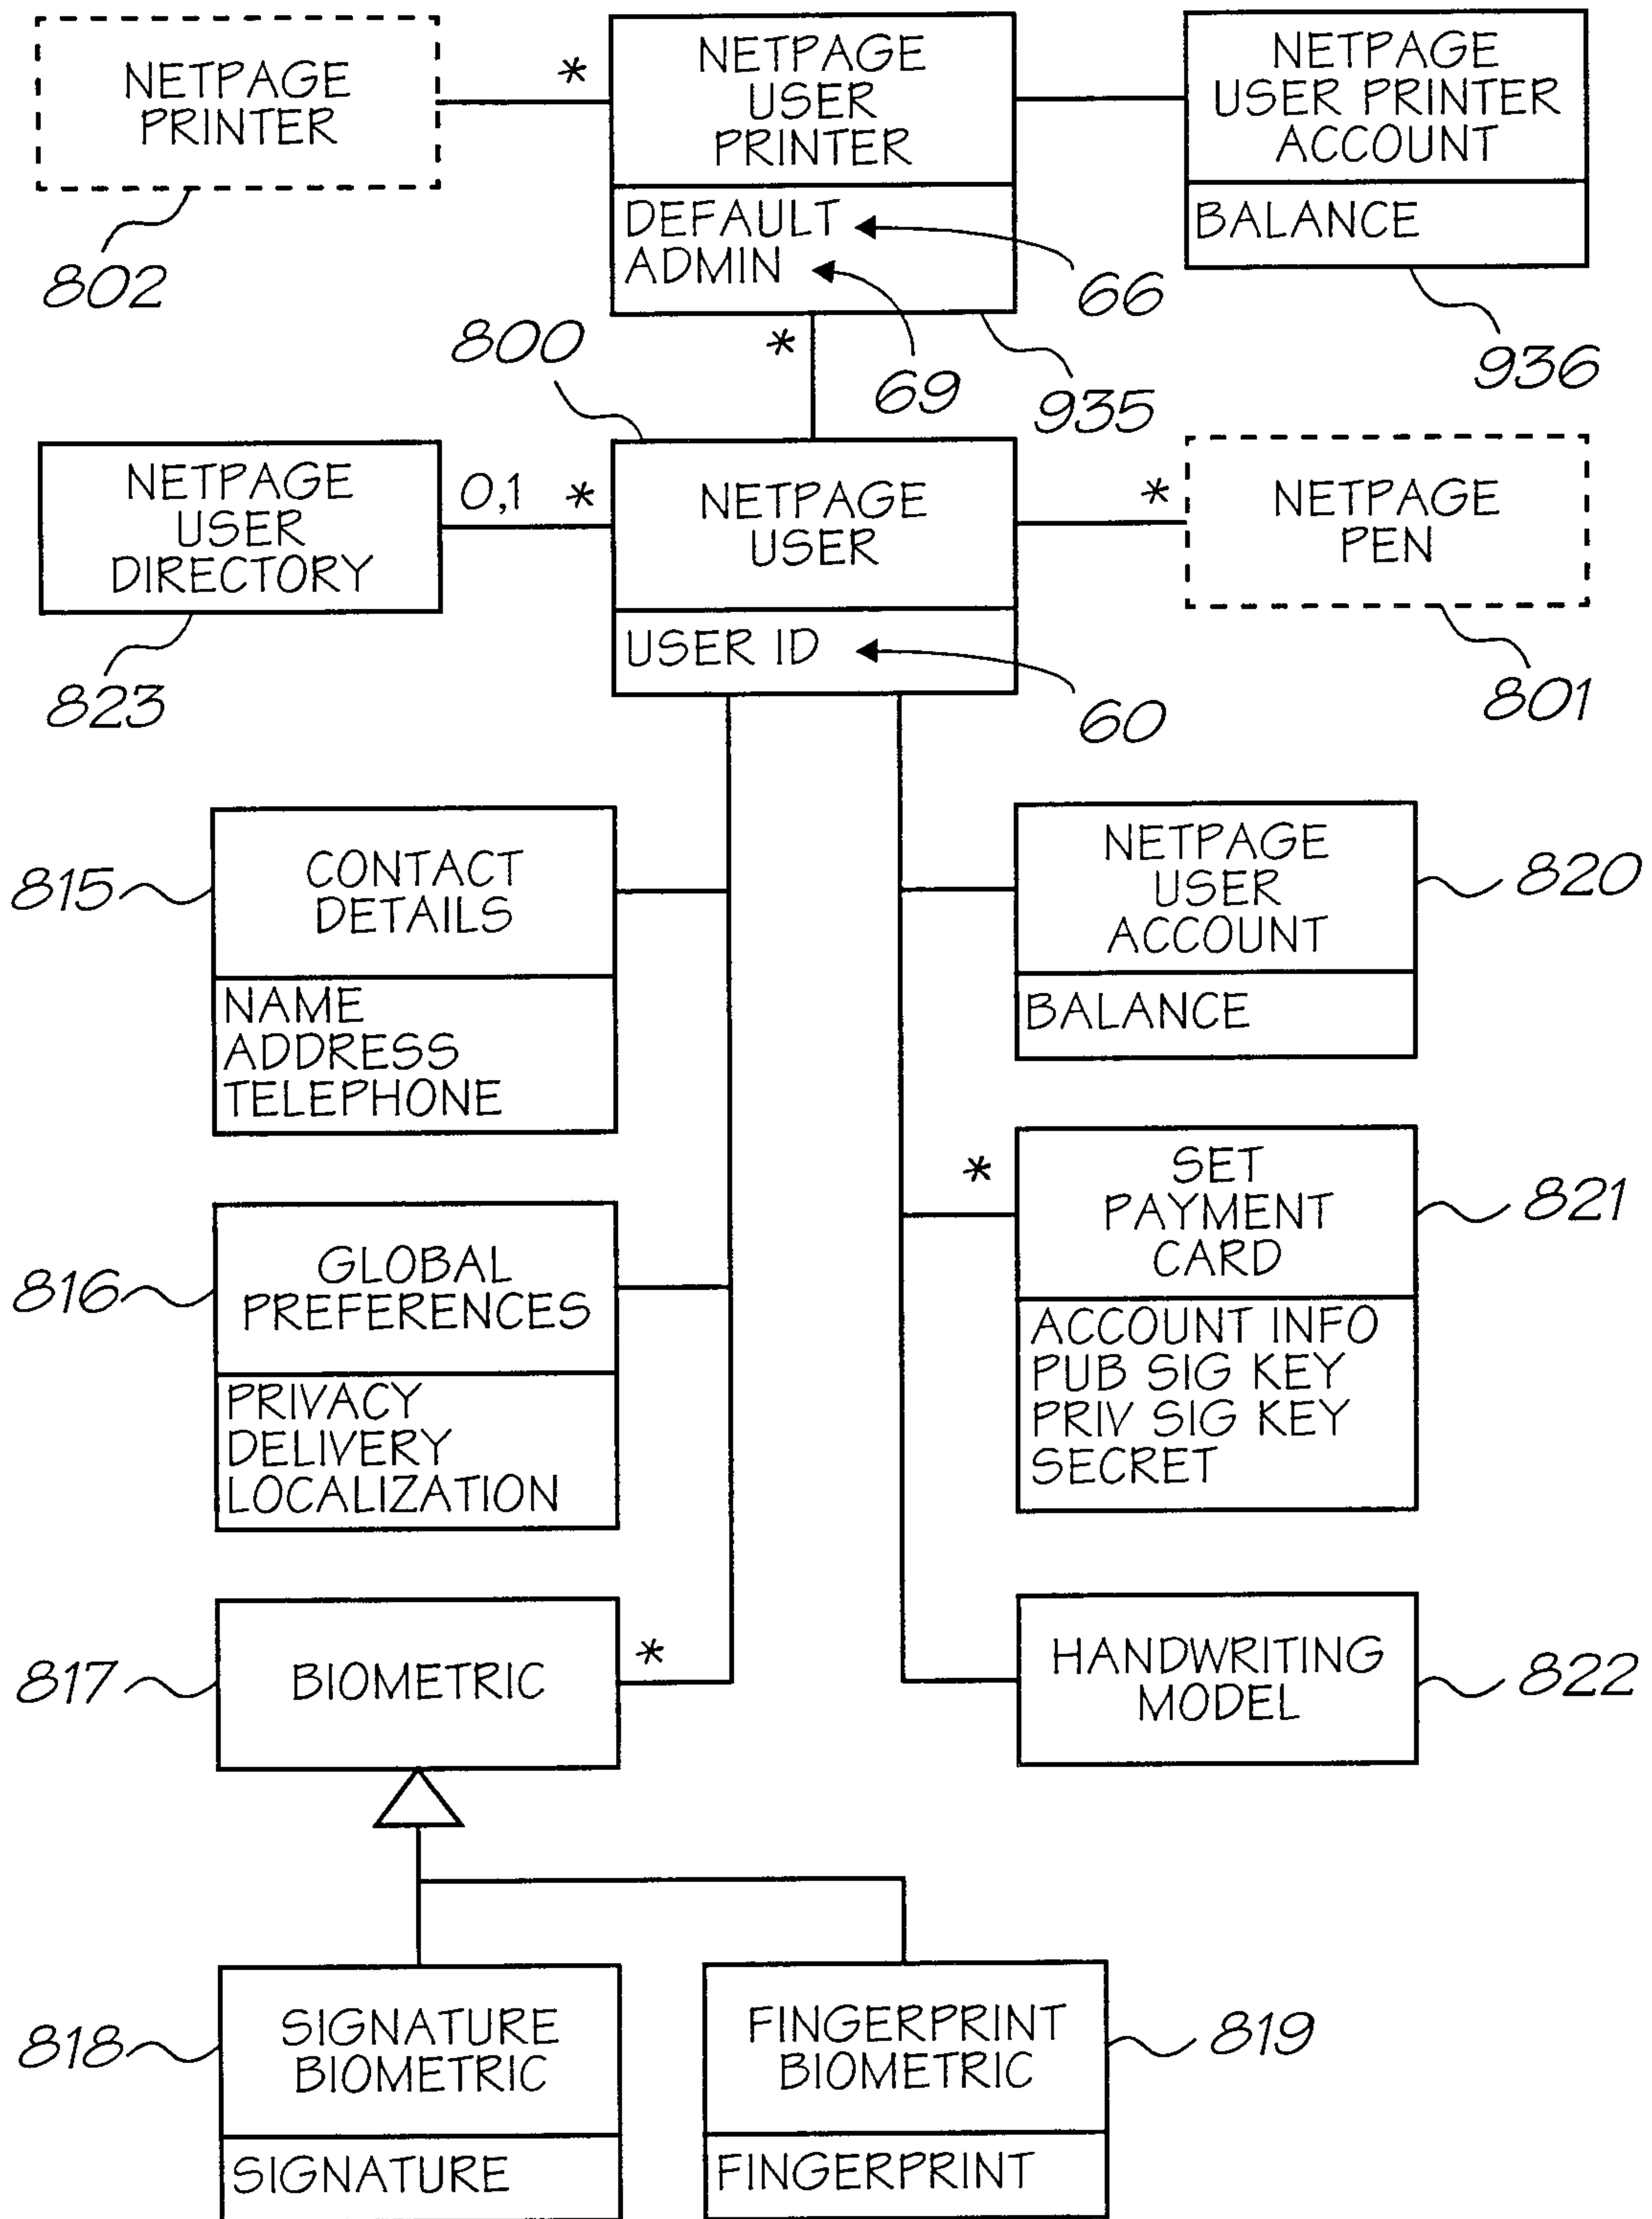 NETPAGE
PRINTER
802
*
NETPAGE
USER
PRINTER
DEFAULT
ADMIN
66
69
935
NETPAGE
USER PRINTER
ACCOUNT
BALANCE
936
*
800
NETPAGE
USER
DIRECTORY
823
0,1 *
NETPAGE
USER
USER ID
60
*
NETPAGE
PEN
801
815
CONTACT
DETAILS
NAME
ADDRESS
TELEPHONE
NETPAGE
USER
ACCOUNT
BALANCE
820
816
GLOBAL
PREFERENCES
PRIVACY
DELIVERY
LOCALIZATION
*
SET
PAYMENT
CARD
ACCOUNT INFO
PUB SIG KEY
PRIV SIG KEY
SECRET
821
817
BIOMETRIC
*
HANDWRITING
MODEL
822
818
SIGNATURE
BIOMETRIC
SIGNATURE
FINGERPRINT
BIOMETRIC
FINGERPRINT
819